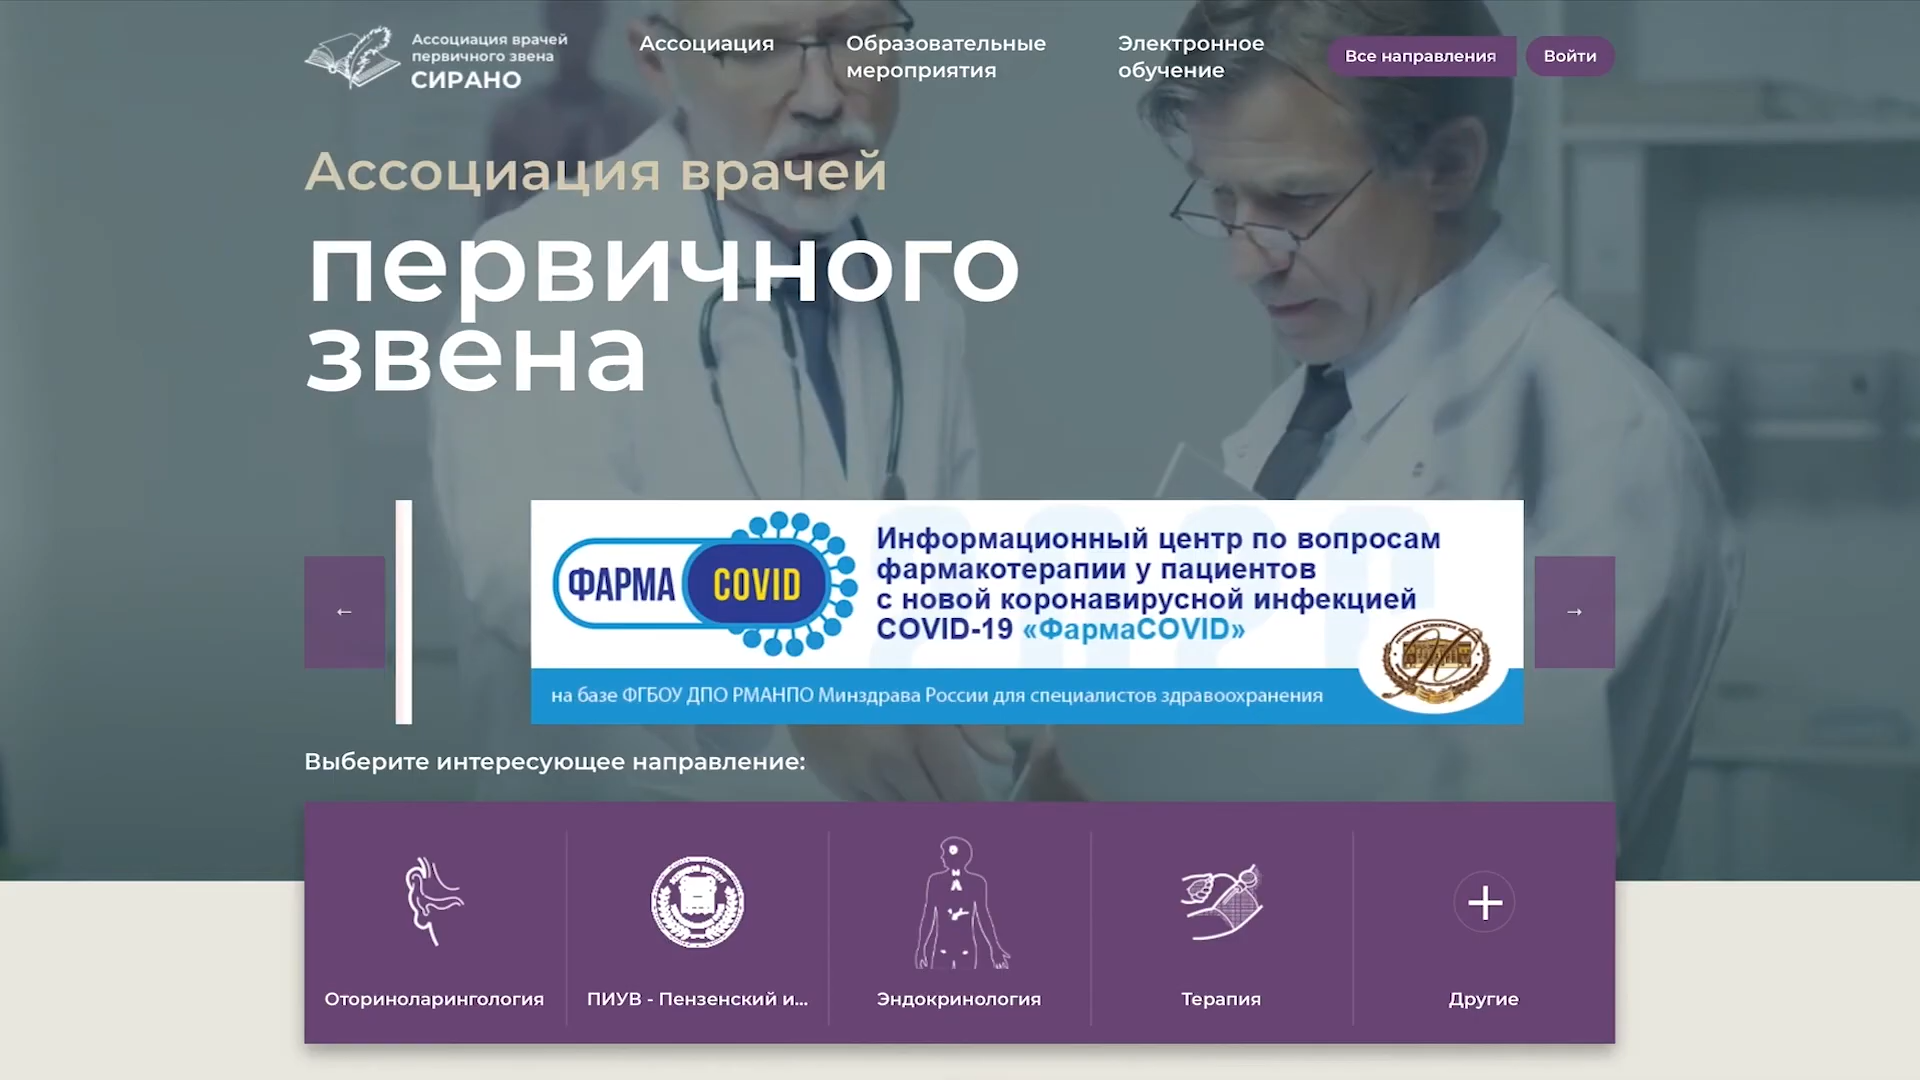 Ассоциация врачей
первичного звена
СИРАНО
Ассоциация
Образовательные
мероприятия
Электронное
обучение
Все направления
Войти
Ассоциация врачей
первичного
звена
←
ФАРМА COVID
Информационный центр по вопросам
фармакотерапии у пациентов
с новой коронавирусной инфекцией
COVID-19 «ФармаCOVID»
на базе ФГБОУ ДПО РМАНПО Минздрава России для специалистов здравоохранения
→
Выберите интересующее направление:
Оториноларингология
ПИУВ - Пензенский и...
Эндокринология
Терапия
Другие